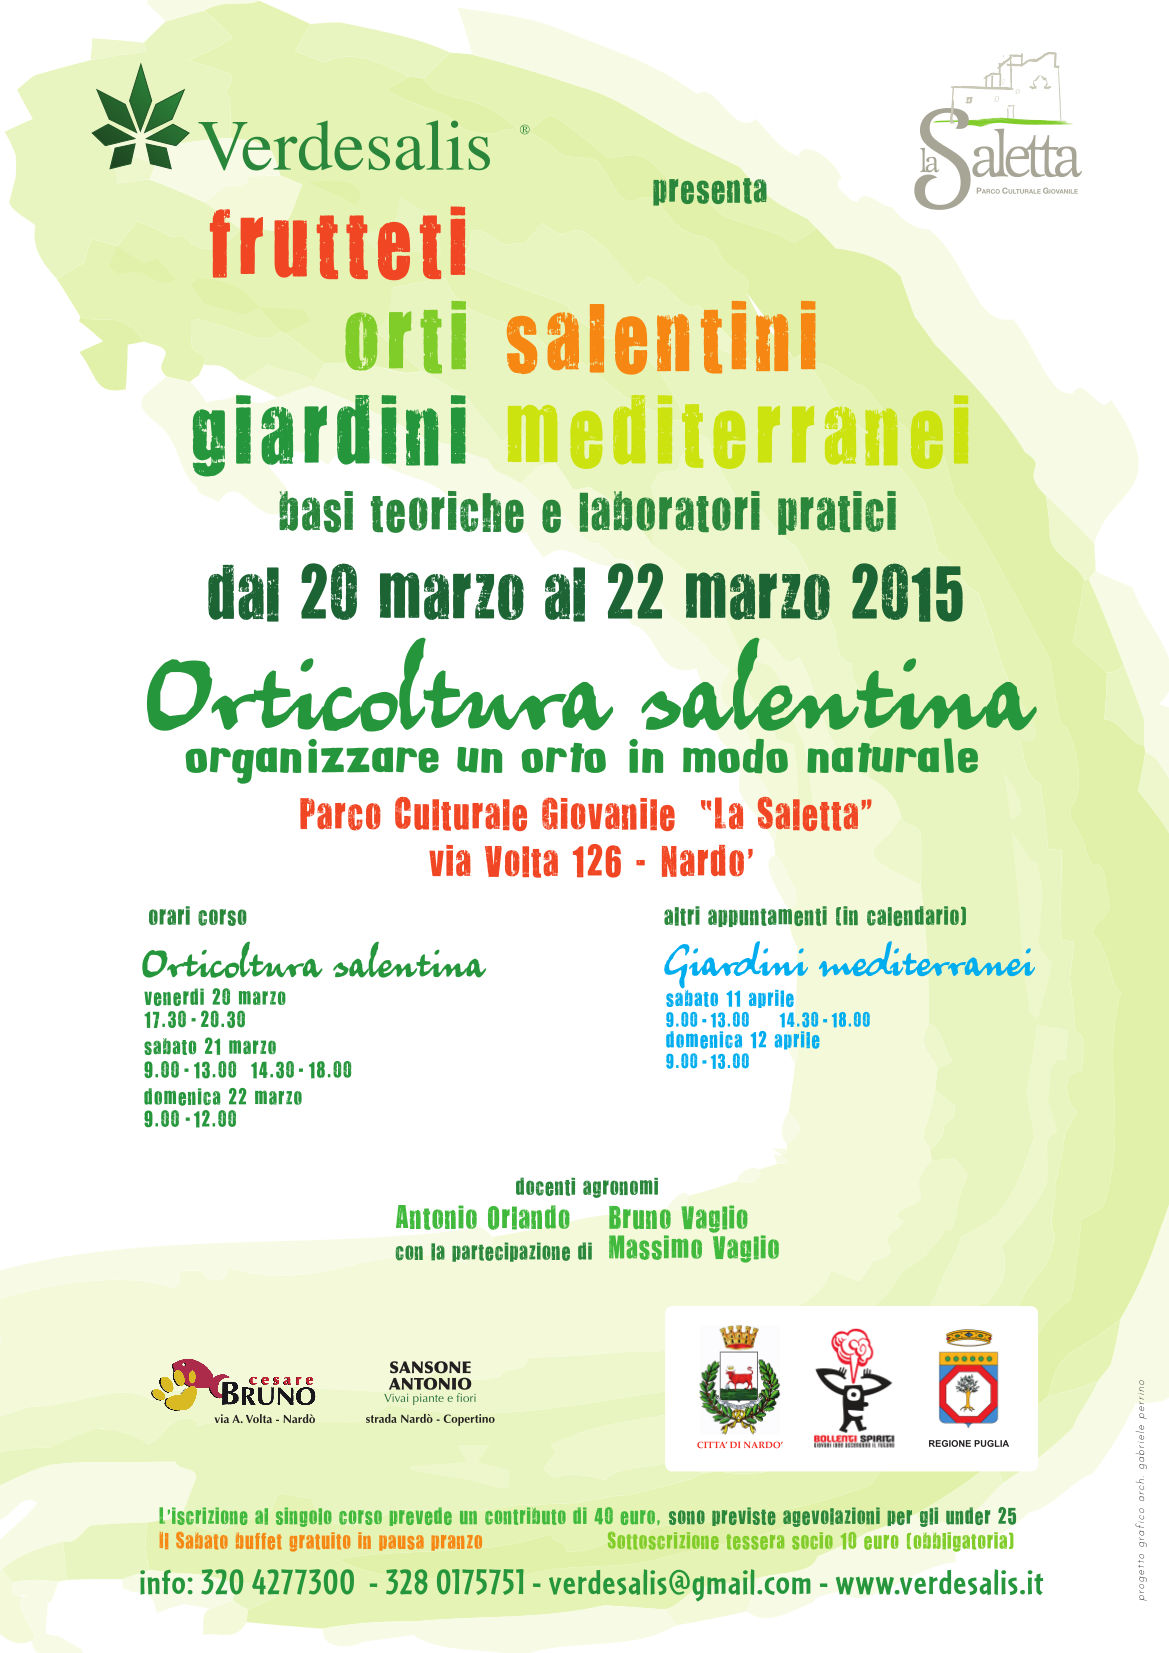 Verdesalis ®
la Saletta
PARCO CULTURALE GIOVANILE
presenta
frutteti
orti salentini
giardini mediterranei
basi teoriche e laboratori pratici
dal 20 marzo al 22 marzo 2015
Orticoltura salentina
organizzare un orto in modo naturale
Parco Culturale Giovanile "La Saletta"
via Volta 126 - Nardo'
orari corso
Orticoltura salentina
venerdi 20 marzo
17.30 - 20.30
sabato 21 marzo
9.00 - 13.00 14.30 - 18.00
domenica 22 marzo
9.00 - 12.00
altri appuntamenti (in calendario)
Giardini mediterranei
sabato 11 aprile
9.00 - 13.00 14.30 - 18.00
domenica 12 aprile
9.00 - 13.00
docenti agronomi
Antonio Orlando Bruno Vaglio
con la partecipazione di Massimo Vaglio
cesare
BRUNO
via A. Volta - Nardò
SANSONE
ANTONIO
Vivai piante e fiori
strada Nardò - Copertino
CITTA' DI NARDO'
BOLLENTI SPIRITI
GIOVANI IDEE ACCENDONO IL FUTURO
REGIONE PUGLIA
L'iscrizione al singolo corso prevede un contributo di 40 euro, sono previste agevolazioni per gli under 25
Il Sabato buffet gratuito in pausa pranzo Sottoscrizione tessera socio 10 euro (obbligatoria)
info: 320 4277300 - 328 0175751 - verdesalis@gmail.com - www.verdesalis.it
progetto grafico arch. gabriele perrino